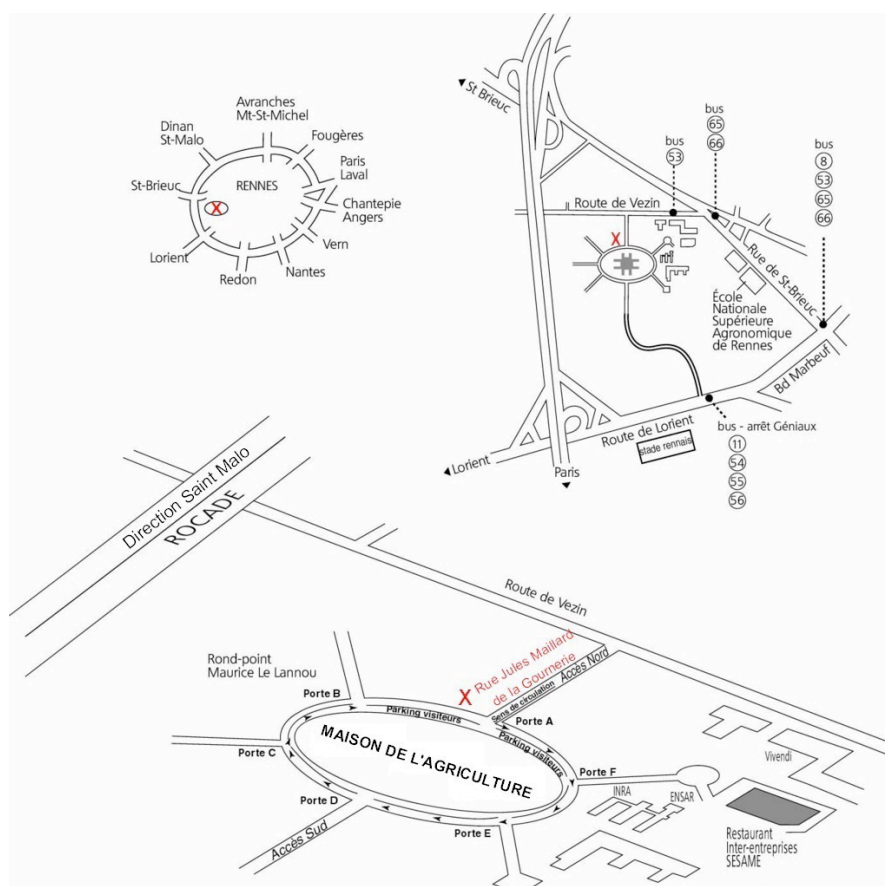 Avranches
Mt-St-Michel
Dinan
St-Malo
Fougères
Paris
Laval
St-Brieuc
RENNES
X
Chantepie
Angers
Vern
Lorient
Nantes
Redon
St Brieuc
bus
53
bus
65
66
bus
8
53
65
66
Route de Vezin
X
Rue de St-Brieuc
École
Nationale
Supérieure
Agronomique
de Rennes
Bd Marbeuf
Route de Lorient
stade rennais
bus - arrêt Géniaux
11
54
55
56
Lorient
Paris
Direction Saint Malo
ROCADE
Route de Vezin
Rond-point
Maurice Le Lannou
X
Rue Jules Maillard
de la Gournerie
Accès Nord
Sens de circulation
Porte B
Parking visiteurs
Porte A
Parking visiteurs
MAISON DE L'AGRICULTURE
Porte C
Porte F
Porte D
Porte E
Accès Sud
INRA
ENSAR
Vivendi
Restaurant
Inter-entreprises
SESAME